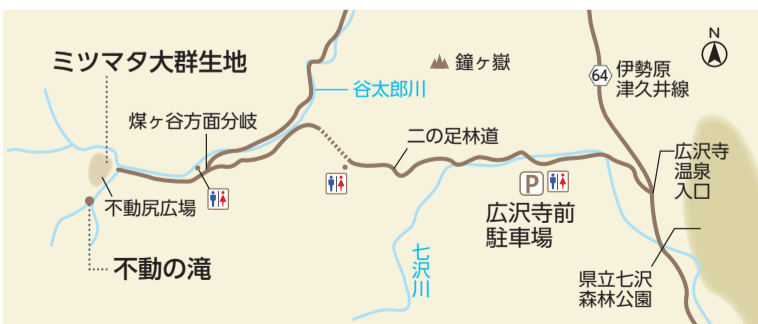 ミツマタ大群生地
煤ヶ谷方面分岐
谷太郎川
鐘ヶ嶽
N
64
伊勢原
津久井線
二の足林道
広沢寺
温泉
入口
P
広沢寺前
駐車場
不動尻広場
不動の滝
七沢川
県立七沢
森林公園